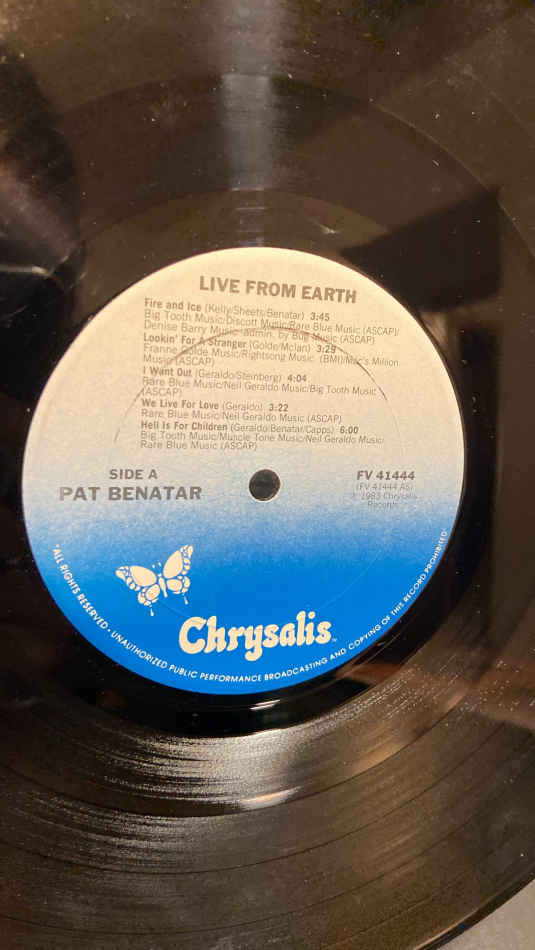 LIVE FROM EARTH
Fire and Ice (Kelly/Sheets/Benatar) 3:45
Big Tooth Music/Discott Music/Rare Blue Music (ASCAP)/
Denise Barry Music admin. by Bug Music (ASCAP)
Lookin' For A Stranger (Golde/McIan) 3:29
Franne Golde Music/Rightsong Music (BMI)/Mac's Million
Music (ASCAP)
I Want Out (Geraldo/Steinberg) 4:04
Rare Blue Music/Neil Geraldo Music/Big Tooth Music
(ASCAP)
We Live For Love (Geraldo) 3:22
Rare Blue Music/Neil Geraldo Music (ASCAP)
Hell Is For Children (Geraldo/Benatar/Capps) 6:00
Big Tooth Music/Muscle Tone Music/Neil Geraldo Music/
Rare Blue Music (ASCAP)
SIDE A
PAT BENATAR
FV 41444
(FV 41444 AS)
℗ 1983 Chrysalis
Records
Chrysalis™
*ALL RIGHTS RESERVED • UNAUTHORIZED PUBLIC PERFORMANCE BROADCASTING AND COPYING OF THIS RECORD PROHIBITED*